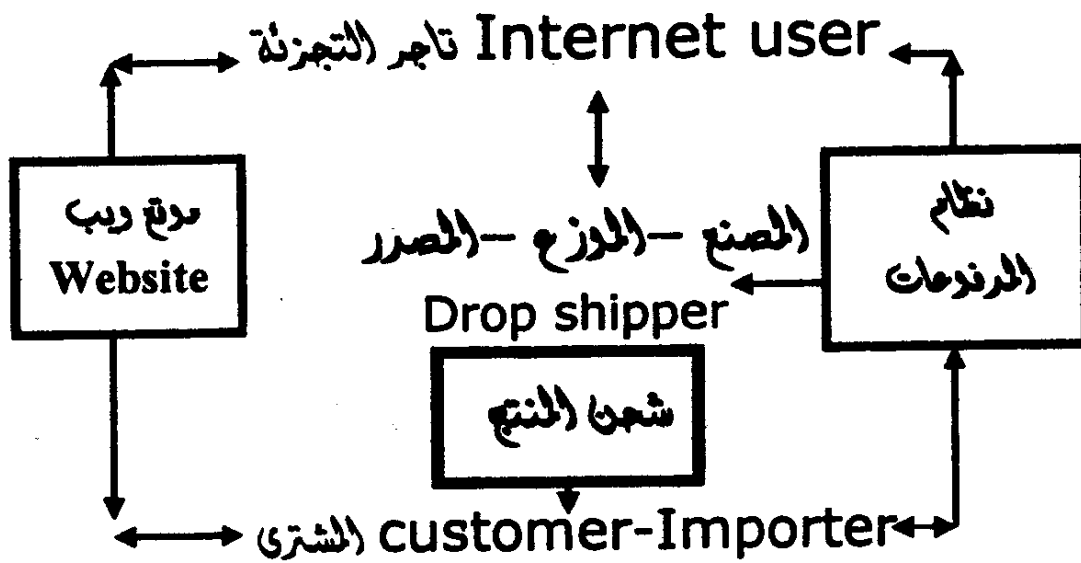 تاجر التجزئة Internet user
موقع ويب
Website
المصنع – الموزع – المصدر
Drop shipper
نظام
المدفوعات
شحن المنتج
المشترى customer-Importer